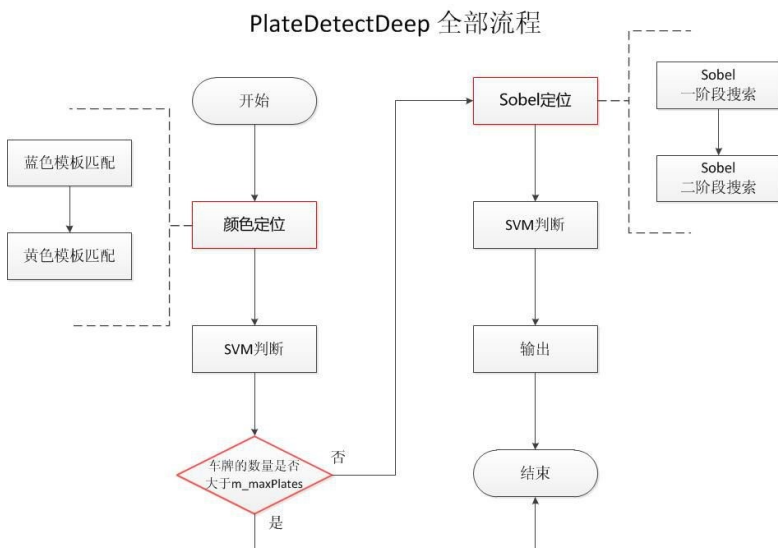 PlateDetectDeep 全部流程
开始
蓝色模板匹配
黄色模板匹配
颜色定位
SVM判断
车牌的数量是否
大于m_maxPlates
否
是
Sobel定位
Sobel
一阶段搜索
Sobel
二阶段搜索
SVM判断
输出
结束